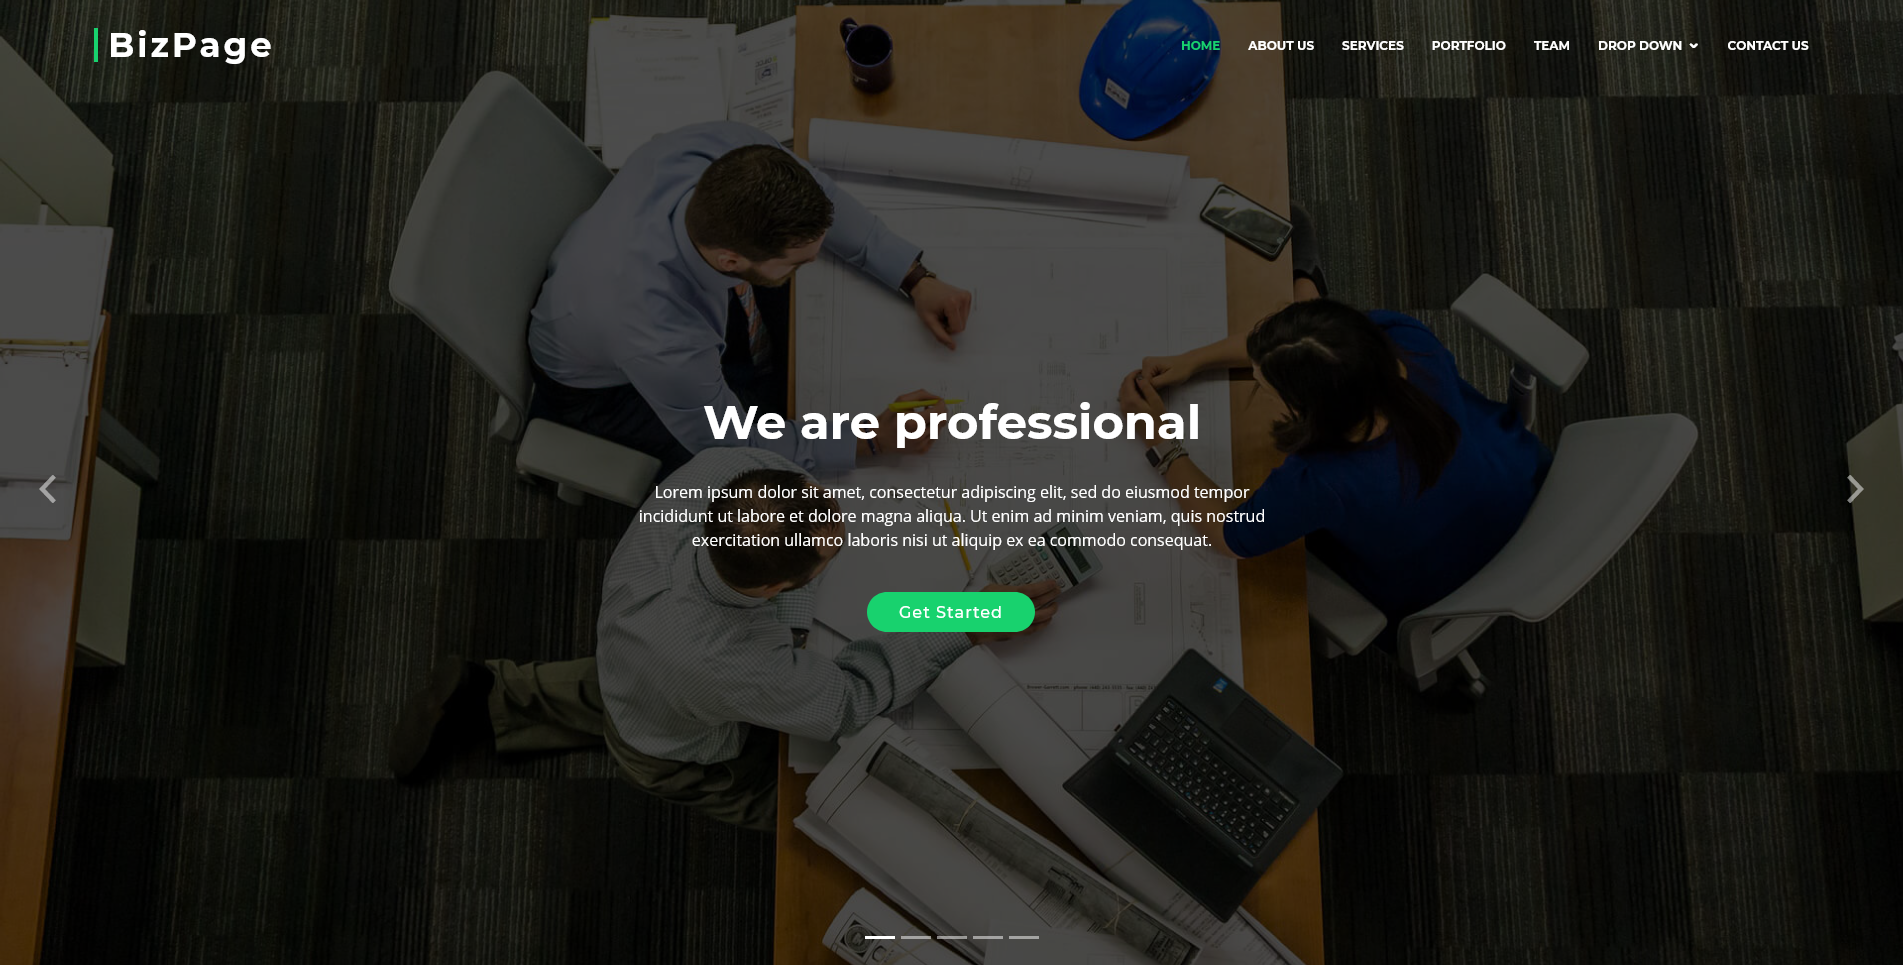 BizPage
HOME ABOUT US SERVICES PORTFOLIO TEAM DROP DOWN CONTACT US
We are professional
Lorem ipsum dolor sit amet, consectetur adipiscing elit, sed do eiusmod tempor
incididunt ut labore et dolore magna aliqua. Ut enim ad minim veniam, quis nostrud
exercitation ullamco laboris nisi ut aliquip ex ea commodo consequat.
Get Started